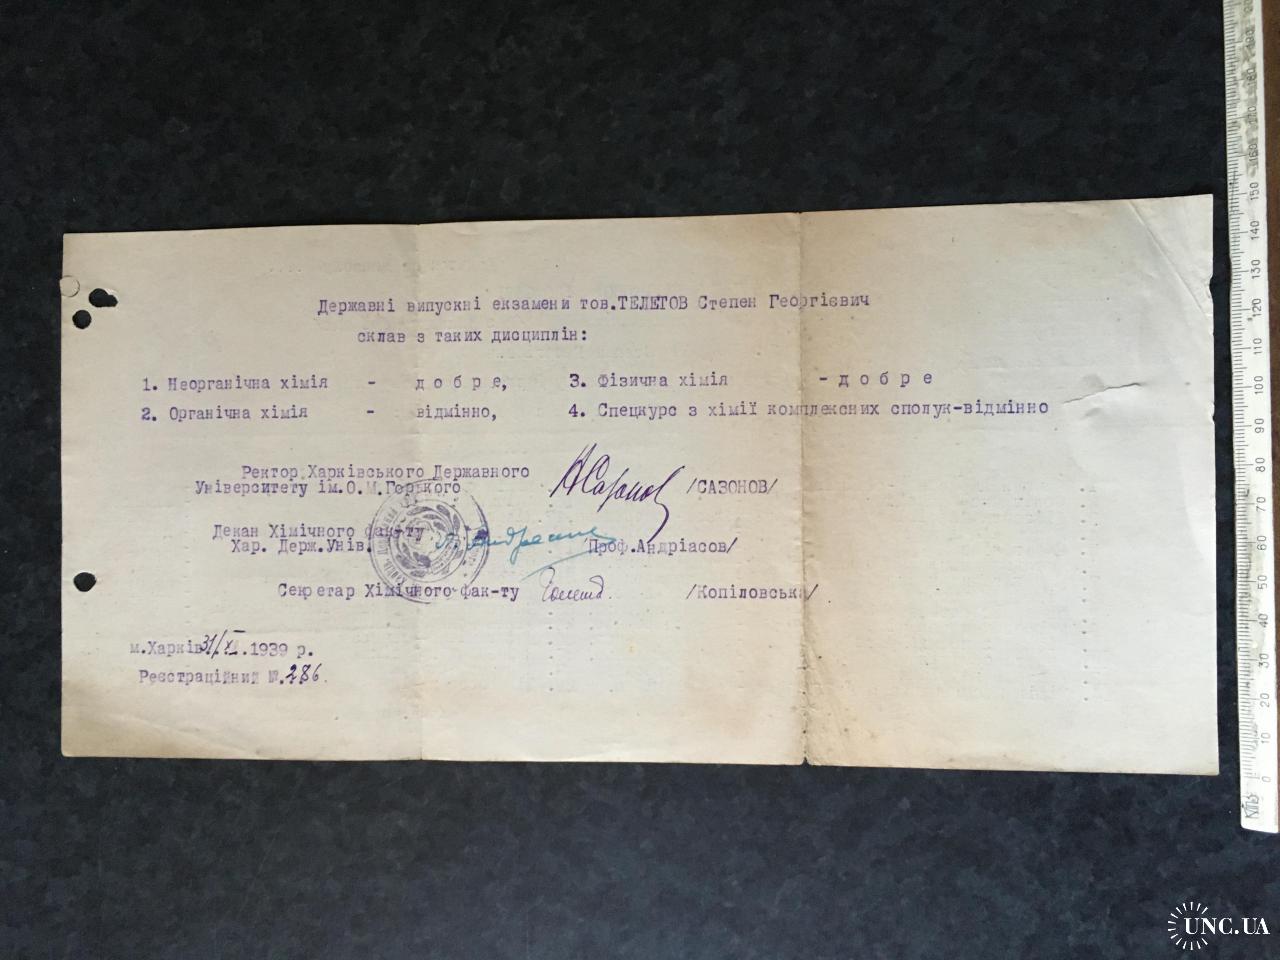 Державні випускні екзамени тов.ТЕЛЕТОВ Степен Георгієвич
склав з таких дисциплін:
1. Неорганічна хімія - д о б р е, 3. Фізична хімія - д о б р е
2. Органічна хімія - відмінно, 4. Спецкурс з хімії комплексних сполук-відмінно
Ректор Харківського Державного
Університету ім.О.М.Горького /САЗОНОВ/
Декан Хімічного фак-ту
Хар. Держ.Унів. /Проф.Андріасов/
Секретар Хімічного фак-ту /Копіловська/
м.Харків 31/XII.1939 р.
Реєстраційний №.286.
UNC.UA